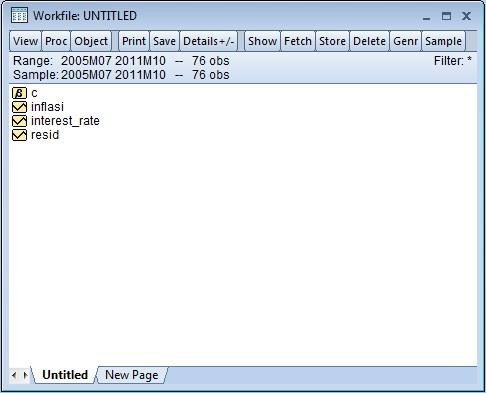 Workfile: UNTITLED
View Proc Object Print Save Details+/- Show Fetch Store Delete Genr Sample
Range: 2005M07 2011M10 -- 76 obs Filter: *
Sample: 2005M07 2011M10 -- 76 obs
β c
inflasi
interest_rate
resid
Untitled New Page